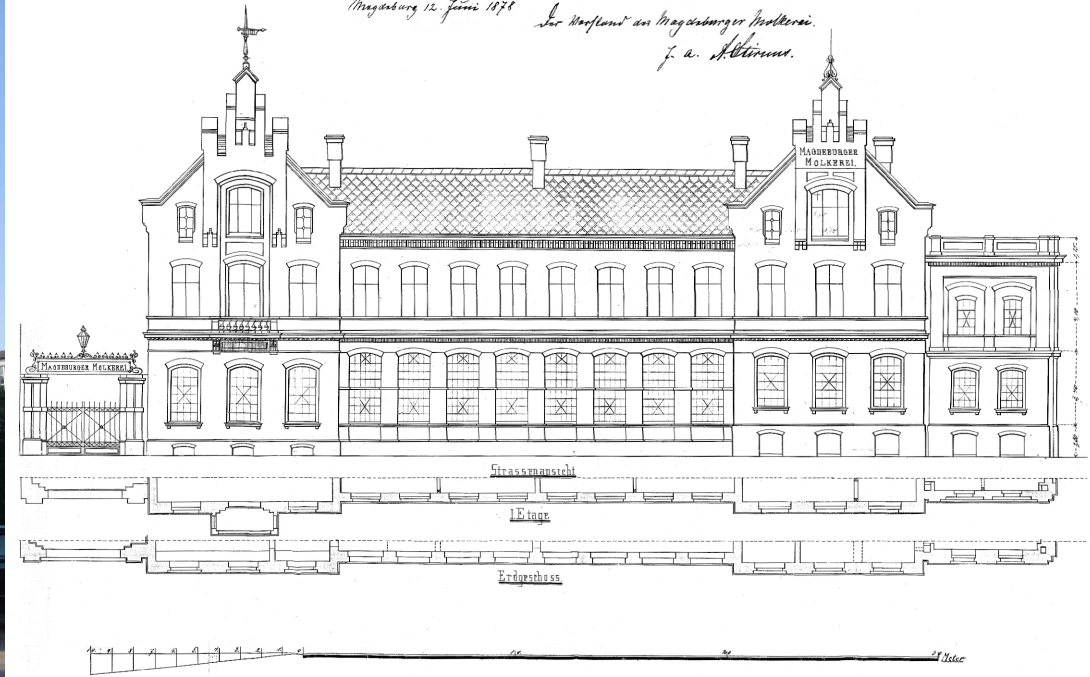 Magdeburg 12. Juni 1878
Der Vorstand der Magdeburger Molkerei.
MAGDEBURGER
MOLKEREI.
MAGDEBURGER MOLKEREI.
Strassenansicht
I.Etage
Erdgeschoss
Meter